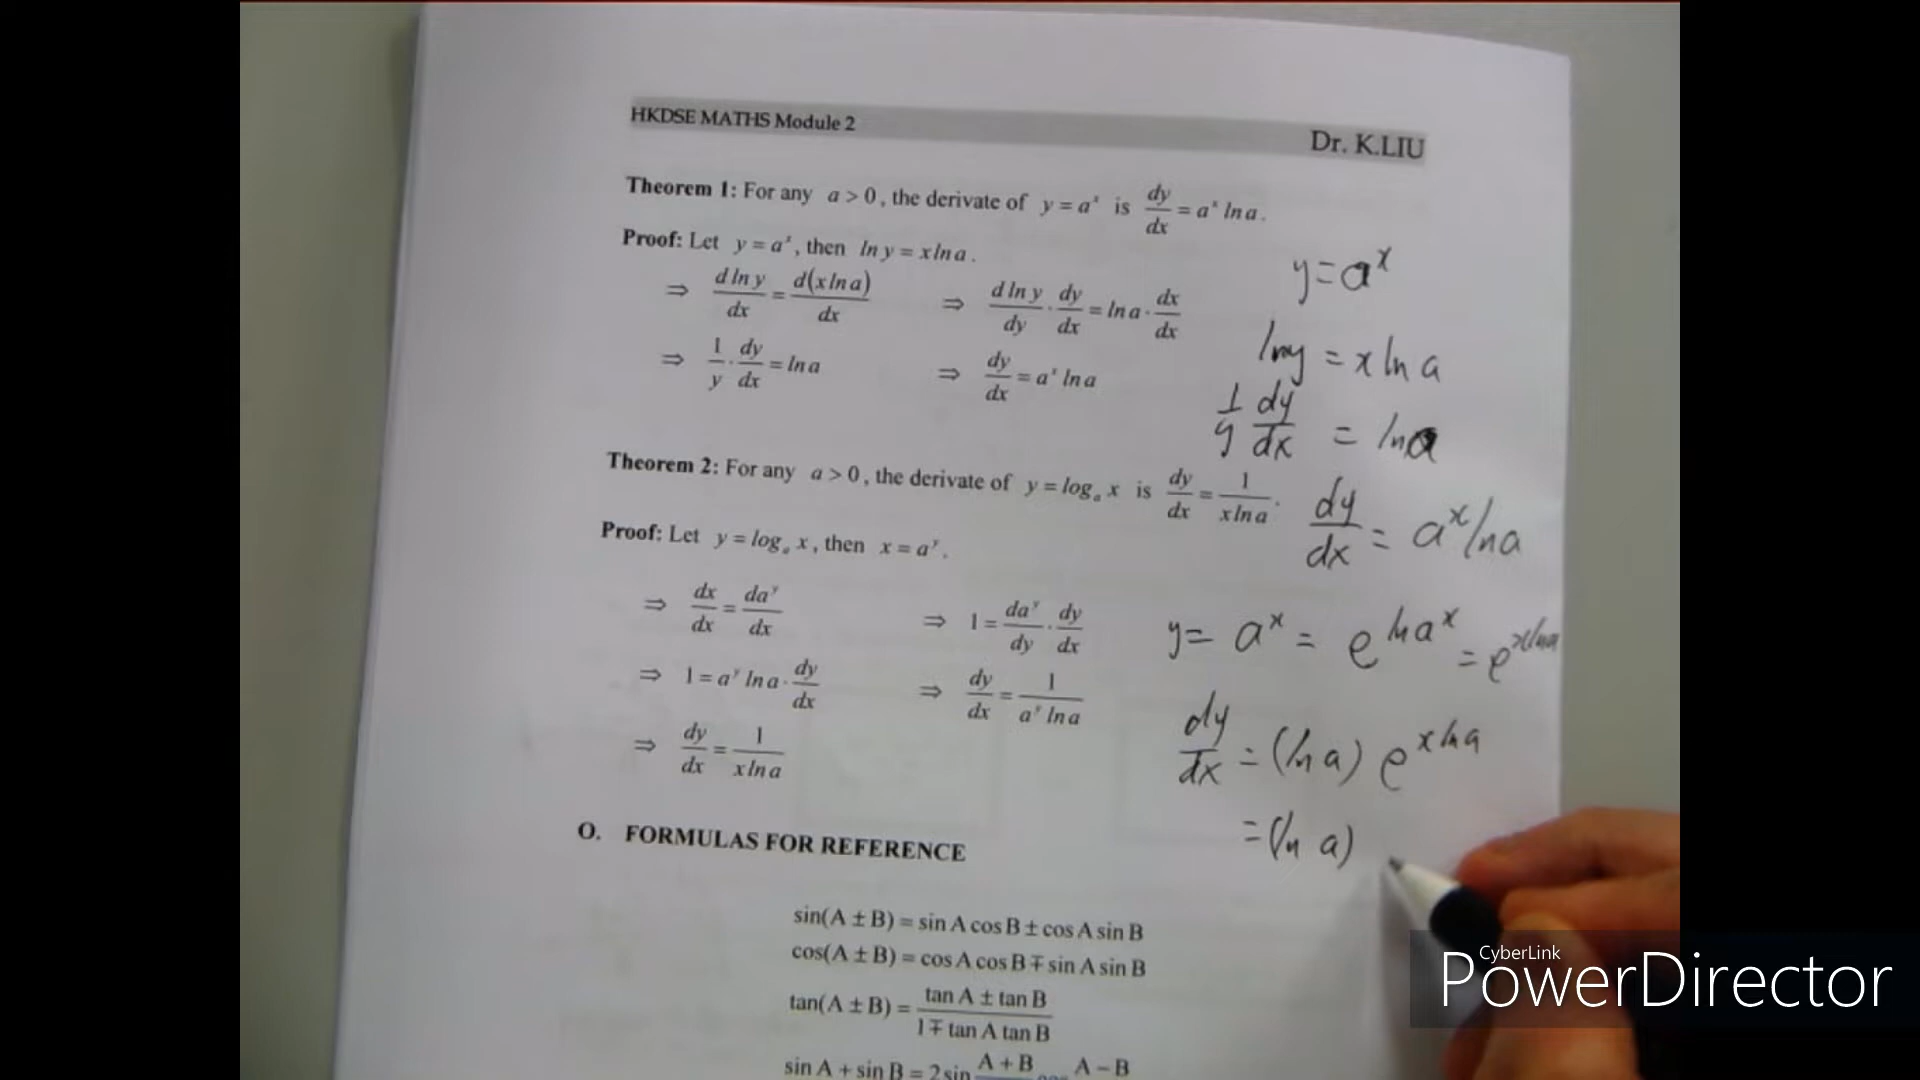 HKDSE MATHS Module 2
Dr. K.LIU
Theorem 1: For any a > 0, the derivate of y = a^x is dy/dx = a^x ln a.
Proof: Let y = a^x, then ln y = x ln a.
⇒ d ln y/dx = d(x ln a)/dx ⇒ d ln y/dy · dy/dx = ln a · dx/dx
⇒ 1/y · dy/dx = ln a ⇒ dy/dx = a^x ln a
Theorem 2: For any a > 0, the derivate of y = log_a x is dy/dx = 1/(x ln a).
Proof: Let y = log_a x, then x = a^y.
⇒ dx/dx = da^y/dx ⇒ 1 = da^y/dy · dy/dx
⇒ 1 = a^y ln a · dy/dx ⇒ dy/dx = 1/(a^y ln a)
⇒ dy/dx = 1/(x ln a)
O. FORMULAS FOR REFERENCE
sin(A ± B) = sin A cos B ± cos A sin B
cos(A ± B) = cos A cos B ∓ sin A sin B
tan(A ± B) = (tan A ± tan B)/(1 ∓ tan A tan B)
sin A + sin B = 2 sin (A + B) (A − B)
y = a^x
ln y = x ln a
1/y dy/dx = ln a
dy/dx = a^x ln a
y = a^x = e^(ln a^x) = e^(x ln a)
dy/dx = (ln a) e^(x ln a)
= (ln a)
CyberLink
PowerDirector